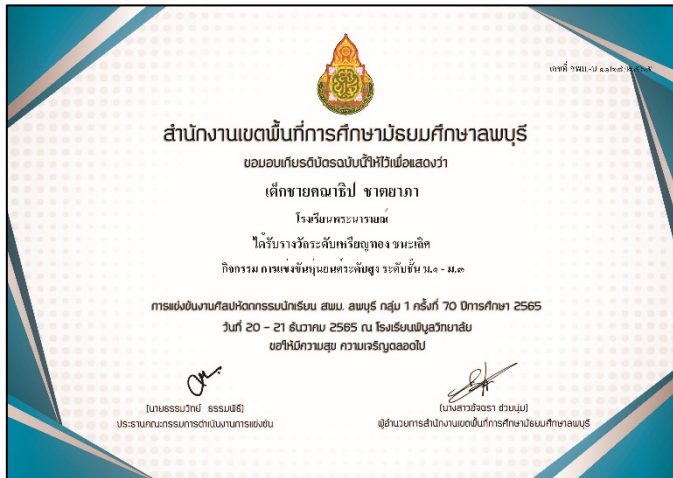 เลขที่ สพม.-น
สำนักงานเขตพื้นที่การศึกษามัธยมศึกษาลพบุรี
ขอมอบเกียรติบัตรฉบับนี้ให้ไว้เพื่อแสดงว่า
เด็กชายคณาธิป ชาตยาภา
โรงเรียนพระนารายณ์
ได้รับรางวัลระดับเหรียญทอง ชนะเลิศ
กิจกรรม การแข่งขันหุ่นยนต์ระดับสูง ระดับชั้น ม.๑ - ม.๓
การแข่งขันงานศิลปหัตถกรรมนักเรียน สพม. ลพบุรี กลุ่ม 1 ครั้งที่ 70 ปีการศึกษา 2565
วันที่ 20 - 21 ธันวาคม 2565 ณ โรงเรียนพิบูลวิทยาลัย
ขอให้มีความสุข ความเจริญตลอดไป
(นายธรรมวิทย์ ธรรมพิธี)
ประธานคณะกรรมการดำเนินงานการแข่งขัน
(นางสาวอัจฉรา ช่วยนุ่ม)
ผู้อำนวยการสำนักงานเขตพื้นที่การศึกษามัธยมศึกษาลพบุรี